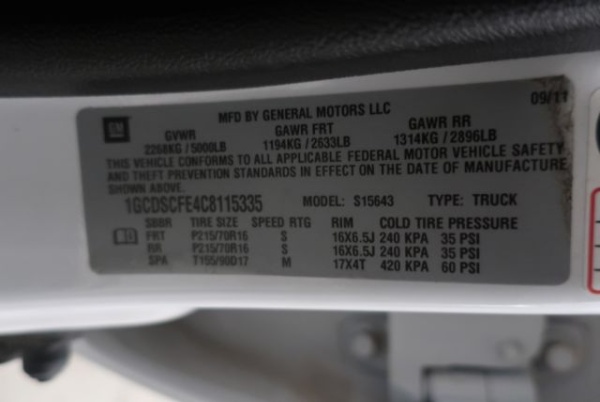 MFD BY GENERAL MOTORS LLC 09/11
GM GVWR GAWR FRT GAWR RR
2268KG/5000LB 1194KG/2633LB 1314KG/2896LB
THIS VEHICLE CONFORMS TO ALL APPLICABLE FEDERAL MOTOR VEHICLE SAFETY
AND THEFT PREVENTION STANDARDS IN EFFECT ON THE DATE OF MANUFACTURE
SHOWN ABOVE.
1GCDSCFE4C8115335 MODEL: S15643 TYPE: TRUCK
SBBR TIRE SIZE SPEED RTG RIM COLD TIRE PRESSURE
FRT P215/70R16 S 16X6.5J 240 KPA 35 PSI
RR P215/70R16 S 16X6.5J 240 KPA 35 PSI
SPA T195/90D17 M 17X4T 420 KPA 60 PSI